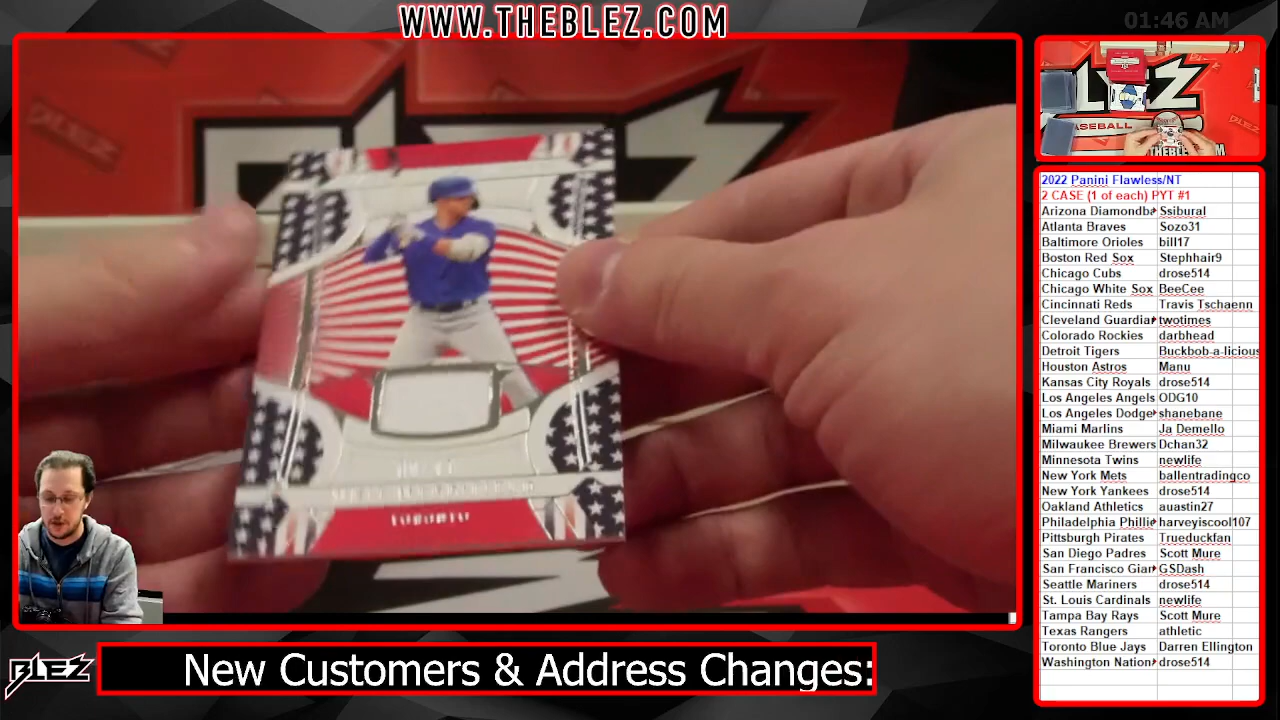 WWW.THEBLEZ.COM
01:46 AM
BLEZ
BLEZ
BASEBALL
THEBLEZ
TORONTO
2022 Panini Flawless/NT
2 CASE (1 of each) PYT #1
Arizona Diamondba Ssibural
Atlanta Braves Sozo31
Baltimore Orioles bill17
Boston Red Sox Stephhair9
Chicago Cubs drose514
Chicago White Sox BeeCee
Cincinnati Reds Travis Tschaenn
Cleveland Guardia twotimes
Colorado Rockies darbhead
Detroit Tigers Buckbob-a-licious
Houston Astros Manu
Kansas City Royals drose514
Los Angeles Angels ODG10
Los Angeles Dodge shanebane
Miami Marlins Ja Demello
Milwaukee Brewers Dchan32
Minnesota Twins newlife
New York Mets ballentradingco
New York Yankees drose514
Oakland Athletics auastin27
Philadelphia Phillie harveyiscool107
Pittsburgh Pirates Trueduckfan
San Diego Padres Scott Mure
San Francisco Gian GSDash
Seattle Mariners drose514
St. Louis Cardinals newlife
Tampa Bay Rays Scott Mure
Texas Rangers athletic
Toronto Blue Jays Darren Ellington
Washington Nation drose514
BLEZ
New Customers & Address Changes: